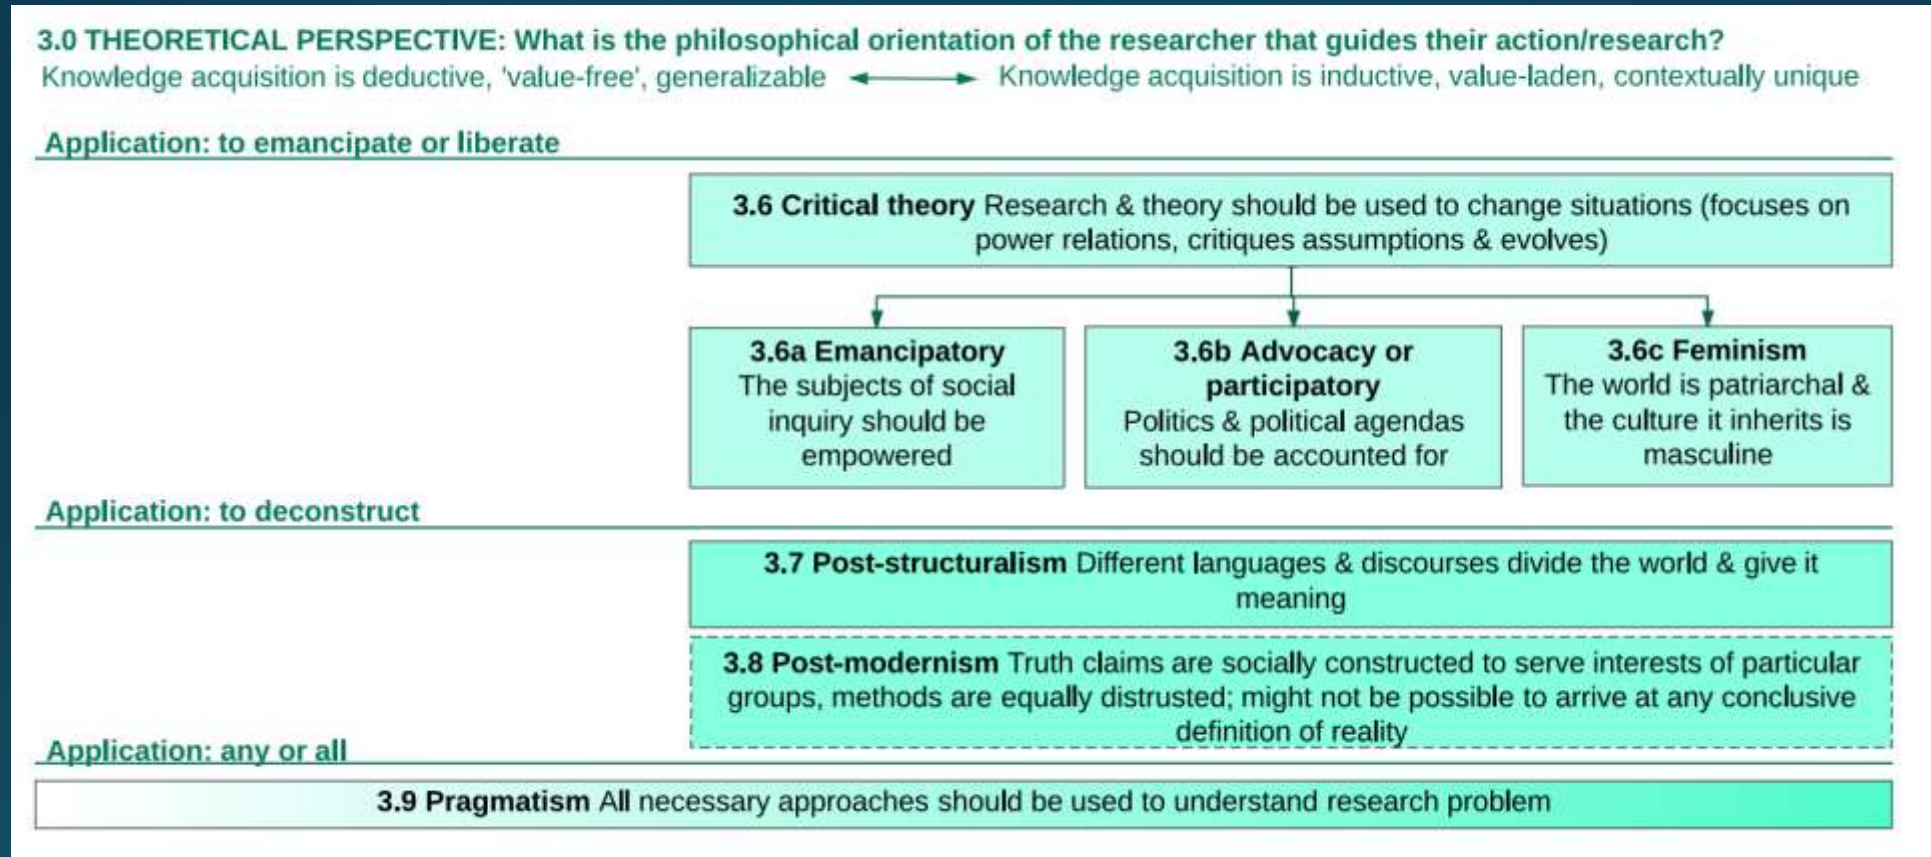 3.0 THEORETICAL PERSPECTIVE: What is the philosophical orientation of the researcher that guides their action/research?
Knowledge acquisition is deductive, 'value-free', generalizable Knowledge acquisition is inductive, value-laden, contextually unique
Application: to emancipate or liberate
3.6 Critical theory Research & theory should be used to change situations (focuses on
power relations, critiques assumptions & evolves)
3.6a Emancipatory
The subjects of social
inquiry should be
empowered
3.6b Advocacy or
participatory
Politics & political agendas
should be accounted for
3.6c Feminism
The world is patriarchal &
the culture it inherits is
masculine
Application: to deconstruct
3.7 Post-structuralism Different languages & discourses divide the world & give it
meaning
3.8 Post-modernism Truth claims are socially constructed to serve interests of particular
groups, methods are equally distrusted; might not be possible to arrive at any conclusive
definition of reality
Application: any or all
3.9 Pragmatism All necessary approaches should be used to understand research problem